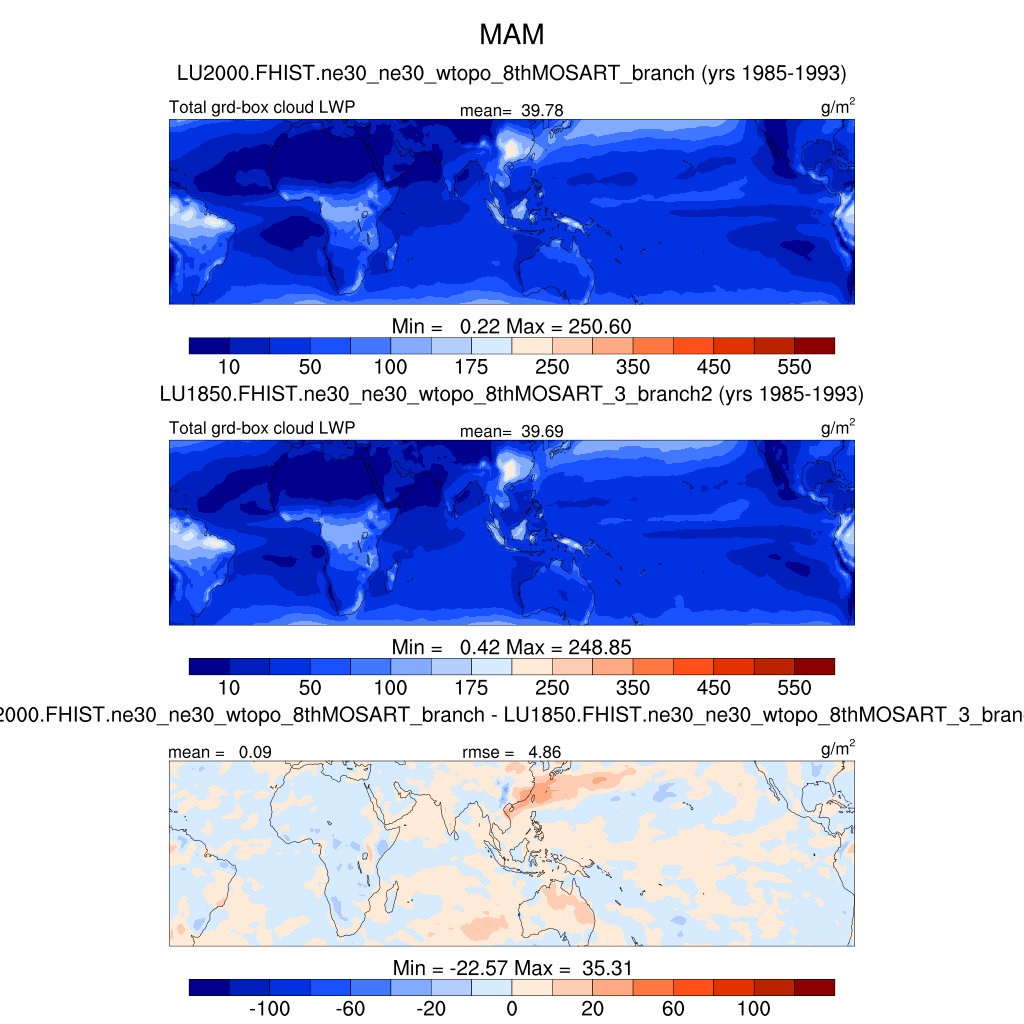 MAM
LU2000.FHIST.ne30_ne30_wtopo_8thMOSART_branch (yrs 1985-1993)
Total grd-box cloud LWP mean= 39.78 g/m²
Min = 0.22 Max = 250.60
10 50 100 175 250 350 450 550
LU1850.FHIST.ne30_ne30_wtopo_8thMOSART_3_branch2 (yrs 1985-1993)
Total grd-box cloud LWP mean= 39.69 g/m²
Min = 0.42 Max = 248.85
10 50 100 175 250 350 450 550
2000.FHIST.ne30_ne30_wtopo_8thMOSART_branch - LU1850.FHIST.ne30_ne30_wtopo_8thMOSART_3_bran
mean = 0.09 rmse = 4.86 g/m²
Min = -22.57 Max = 35.31
-100 -60 -20 0 20 60 100